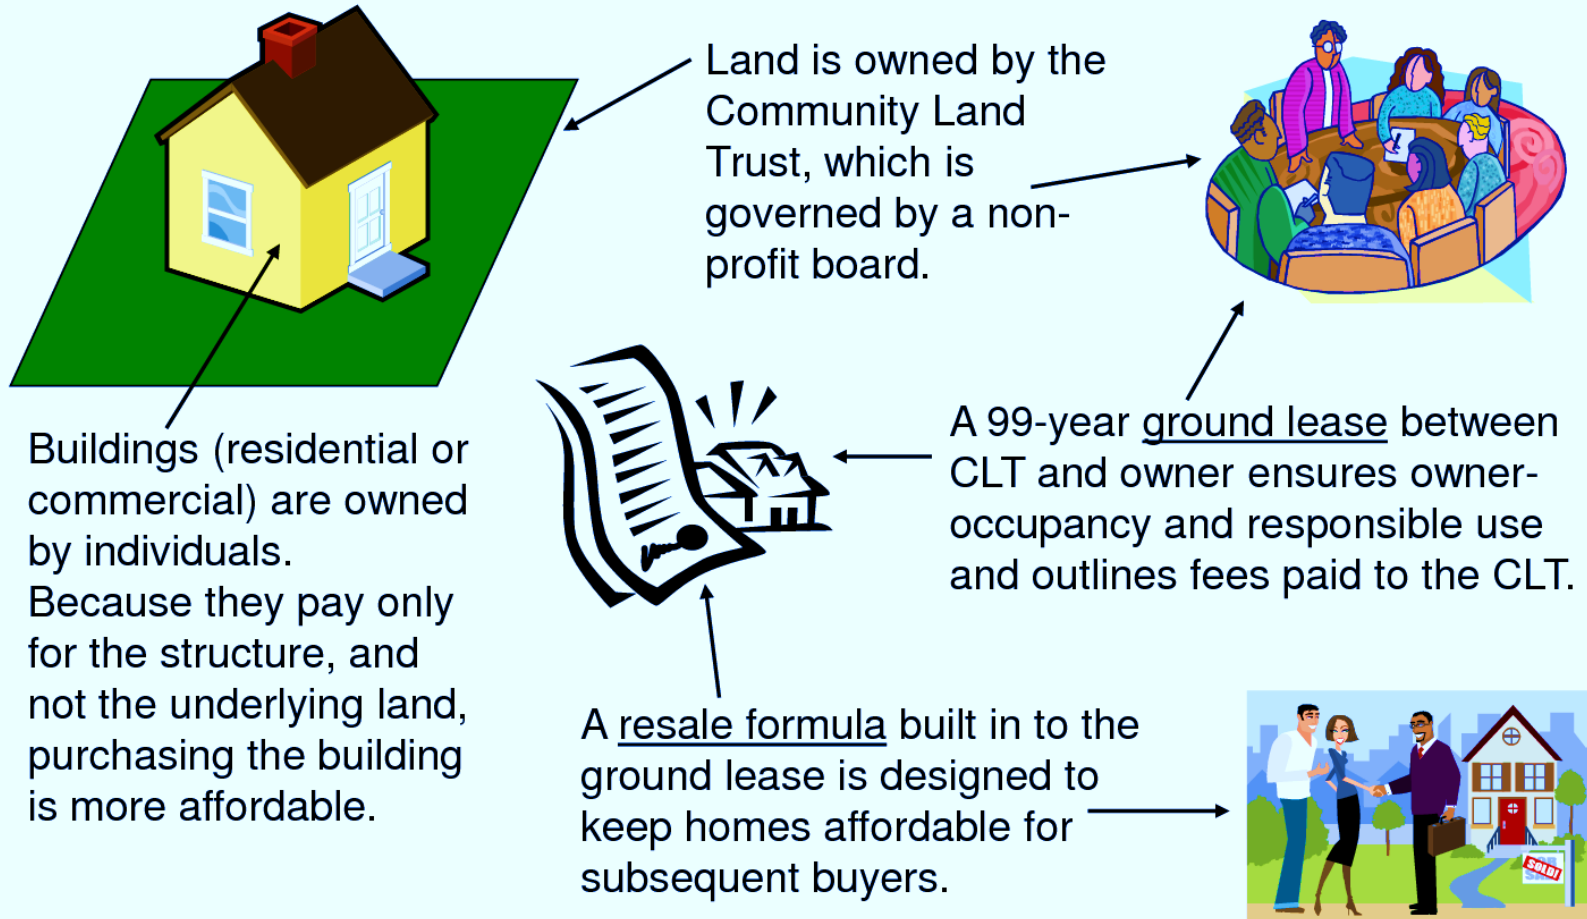 Land is owned by the
Community Land
Trust, which is
governed by a non-
profit board.
Buildings (residential or
commercial) are owned
by individuals.
Because they pay only
for the structure, and
not the underlying land,
purchasing the building
is more affordable.
A 99-year ground lease between
CLT and owner ensures owner-
occupancy and responsible use
and outlines fees paid to the CLT.
A resale formula built in to the
ground lease is designed to
keep homes affordable for
subsequent buyers.
SOLD!